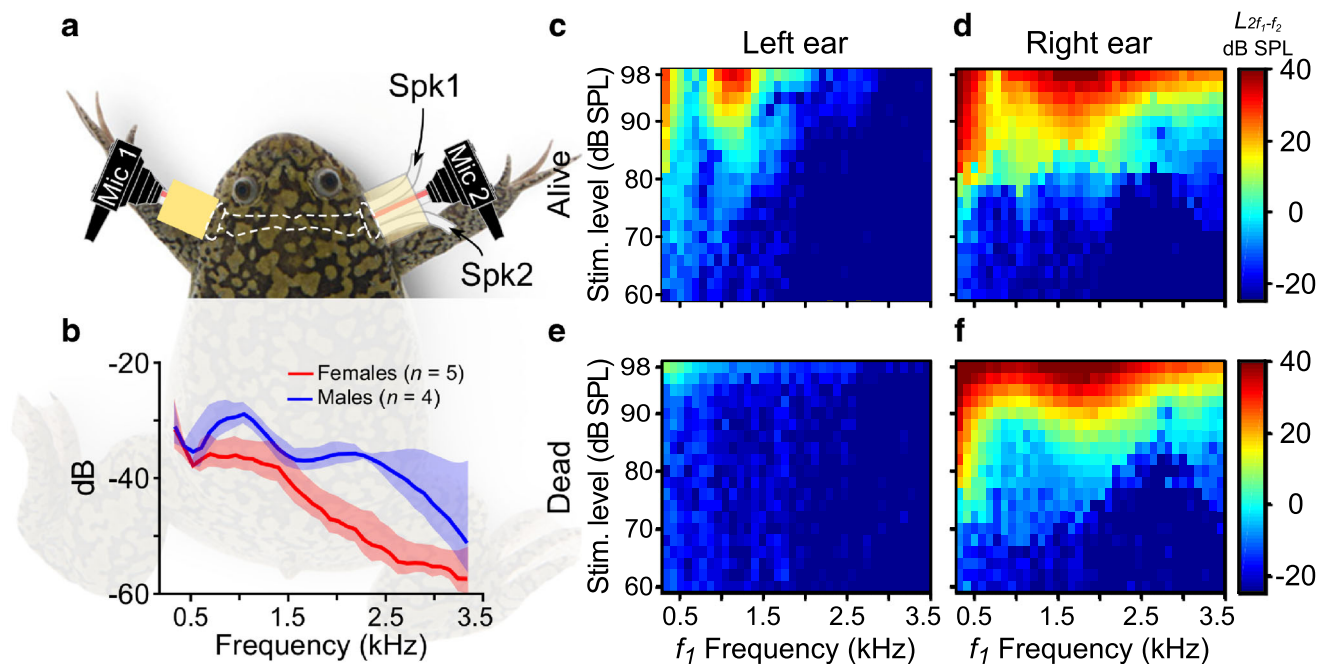 a
Spk1
Mic 1
Mic 2
Spk2
b
-20
Females (n = 5)
Males (n = 4)
-40
dB
-60
0.5
1.5
2.5
3.5
Frequency (kHz)
c
Left ear
d
Right ear
L2f1-f2
dB SPL
Alive
Stim. level (dB SPL)
98
90
80
70
60
40
20
0
-20
e
f
Dead
Stim. level (dB SPL)
98
90
80
70
60
0.5
1.5
2.5
3.5
f1 Frequency (kHz)
0.5
1.5
2.5
3.5
f1 Frequency (kHz)
40
20
0
-20